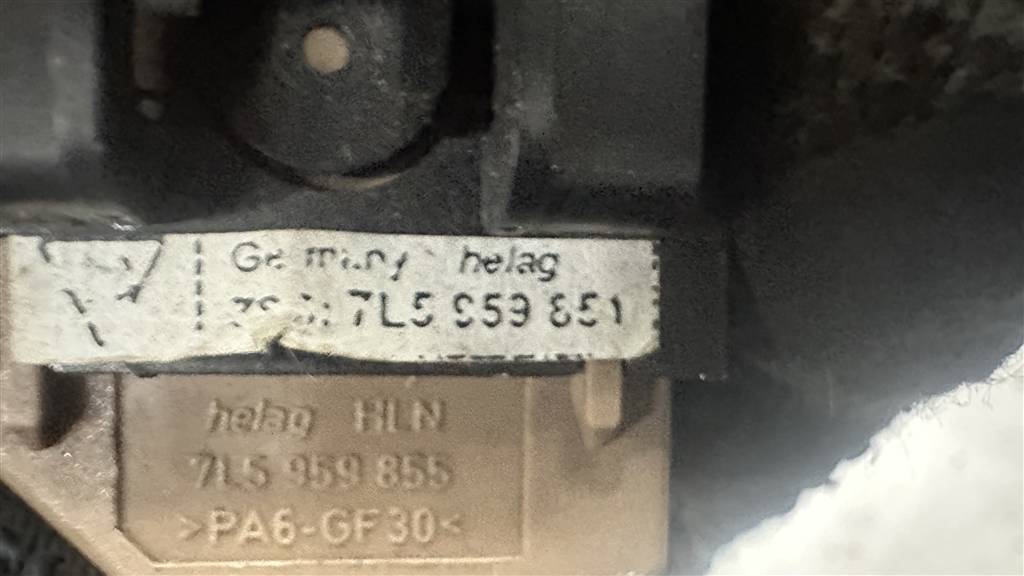 Germany helag
7L5 959 851
helag HLN
7L5 959 855
>PA6-GF30<